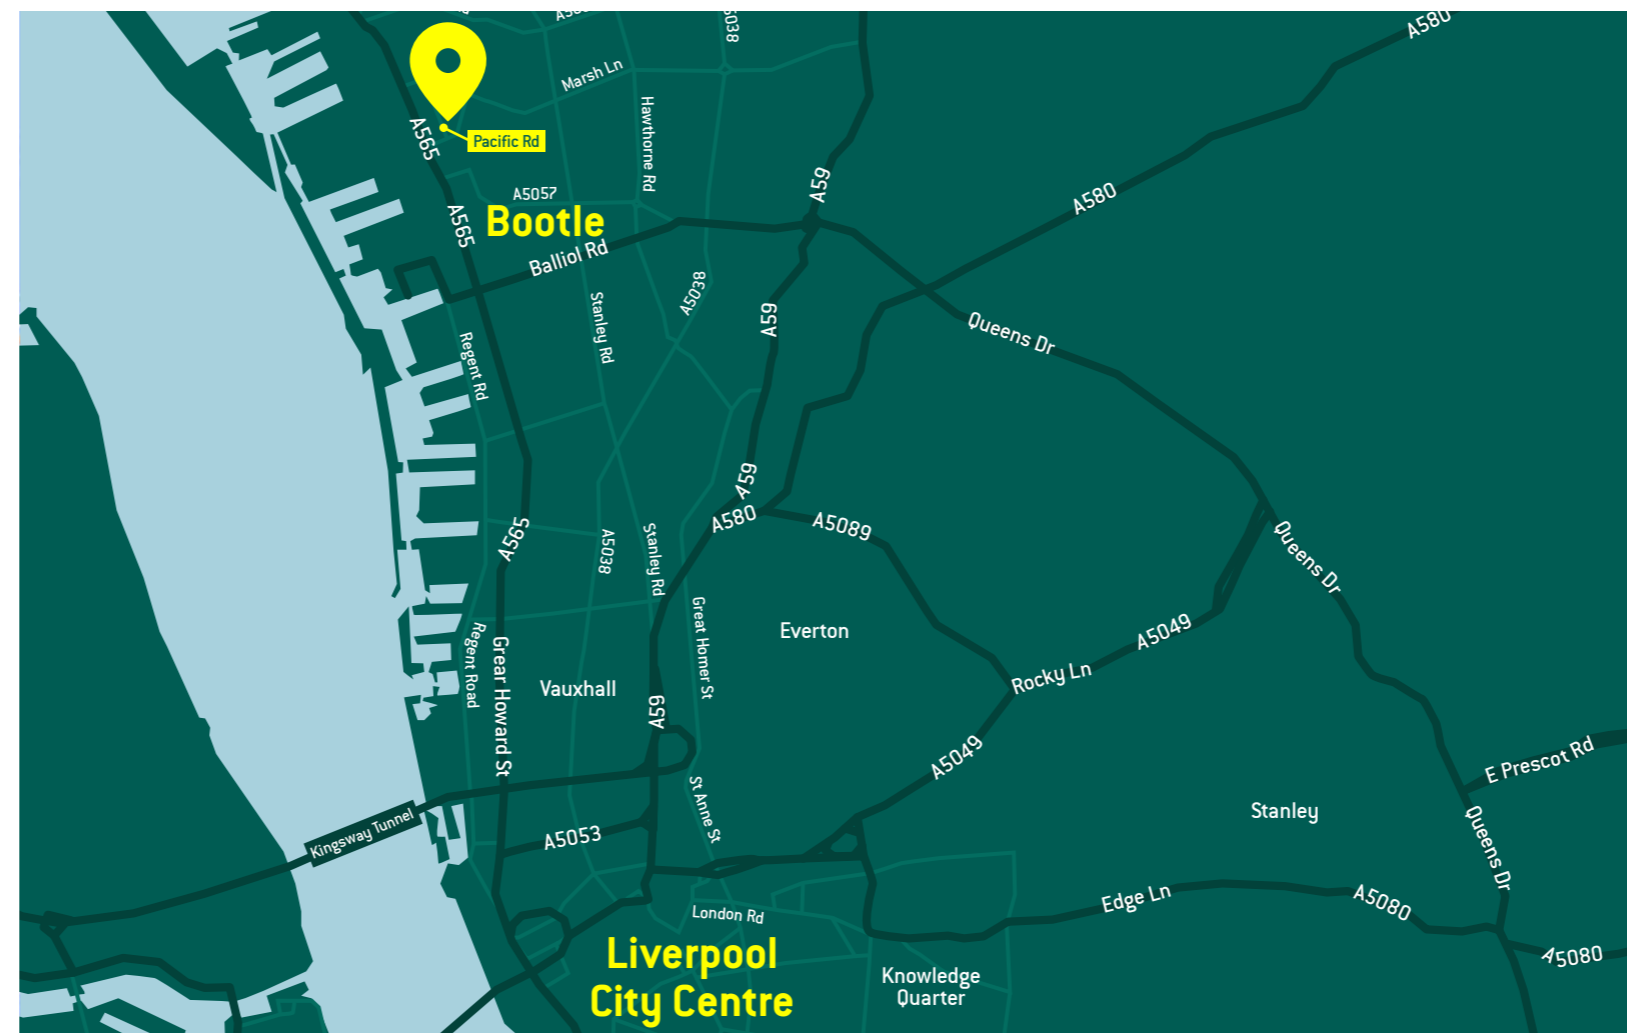 A5038
A580
Marsh Ln
Hawthorne Rd
A565
Pacific Rd
A59
A580
A5057
A565
Bootle
Balliol Rd
A5038
Stanley Rd
A59
Queens Dr
Regent Rd
A59
A580
A5089
A565
A5038
Stanley Rd
Queens Dr
Great Homer St
Everton
A5049
Regent Road
Grear Howard St
Vauxhall
Rocky Ln
A59
A5049
E Prescot Rd
St Anne St
Stanley
Kingsway Tunnel
A5053
Queens Dr
London Rd
Edge Ln
A5080
Liverpool
City Centre
Knowledge
Quarter
A5080